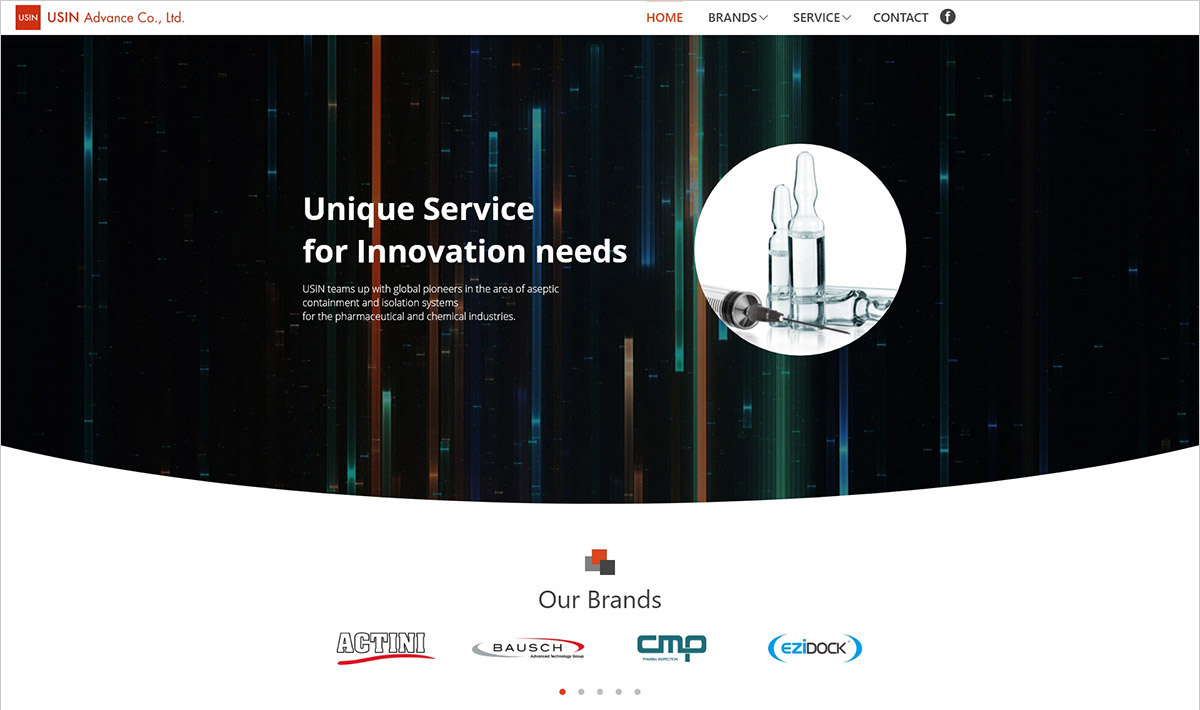 USIN USIN Advance Co., Ltd. HOME BRANDS SERVICE CONTACT f
Unique Service
for Innovation needs
USIN teams up with global pioneers in the area of aseptic
containment and isolation systems
for the pharmaceutical and chemical industries.
Our Brands
ACTINI BAUSCH cmp EZIDOCK
Advanced Technology Group PHARMA INSPECTION